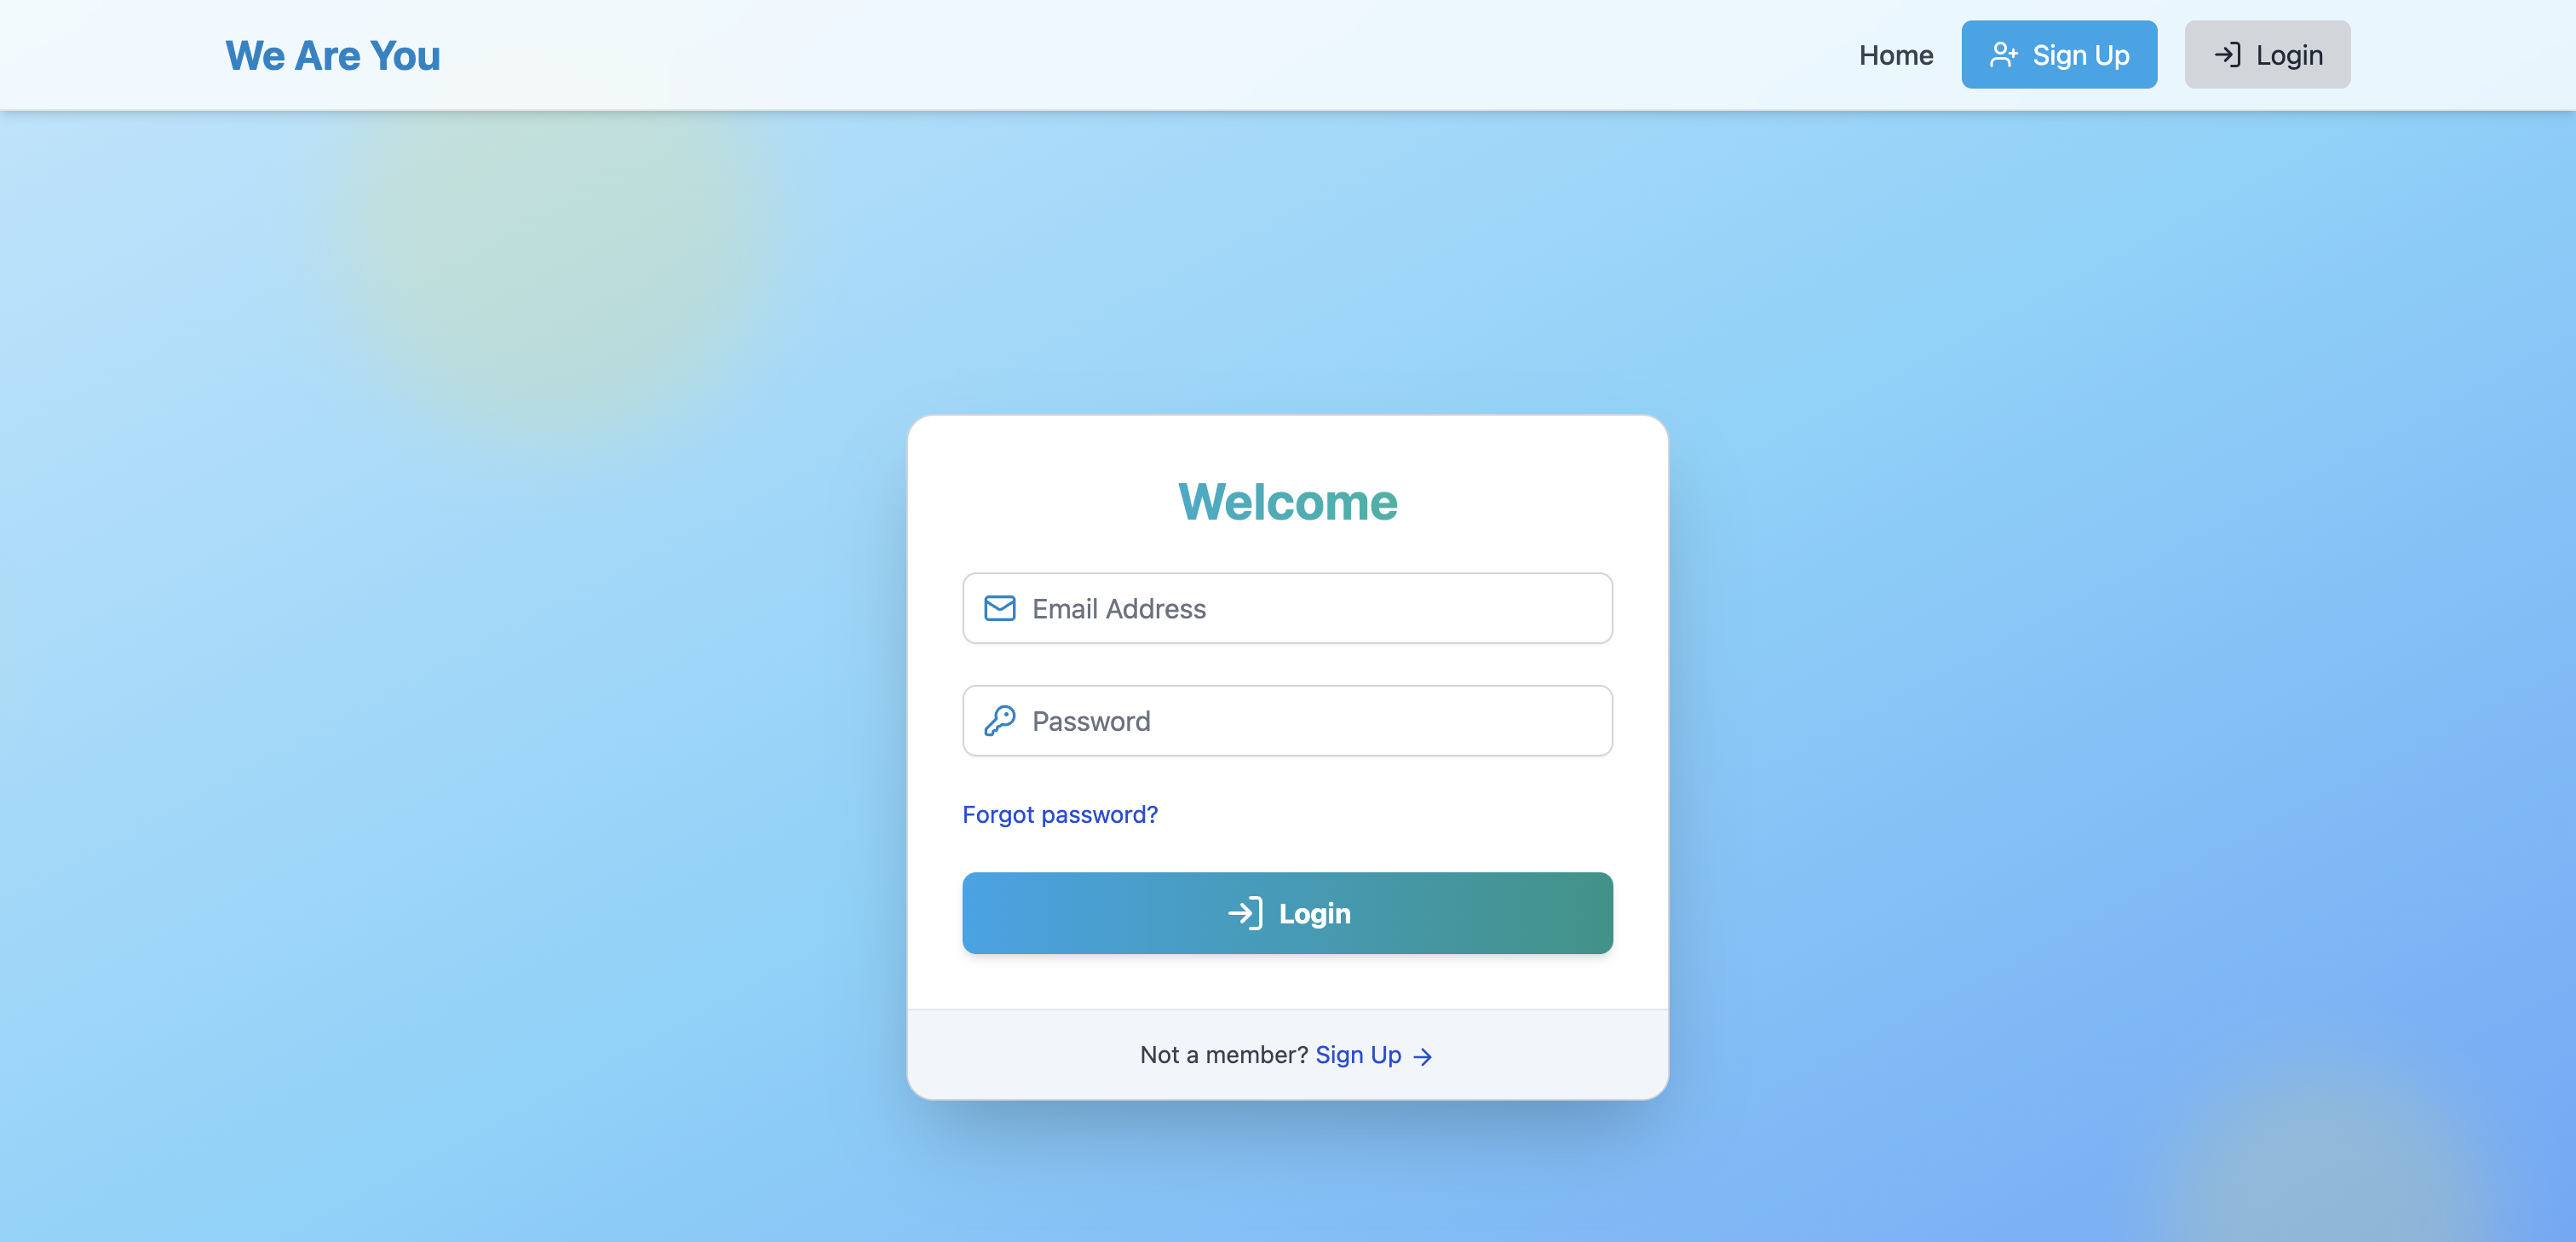 We Are You
Home
Sign Up
Login
Welcome
Email Address
Password
Forgot password?
Login
Not a member? Sign Up →